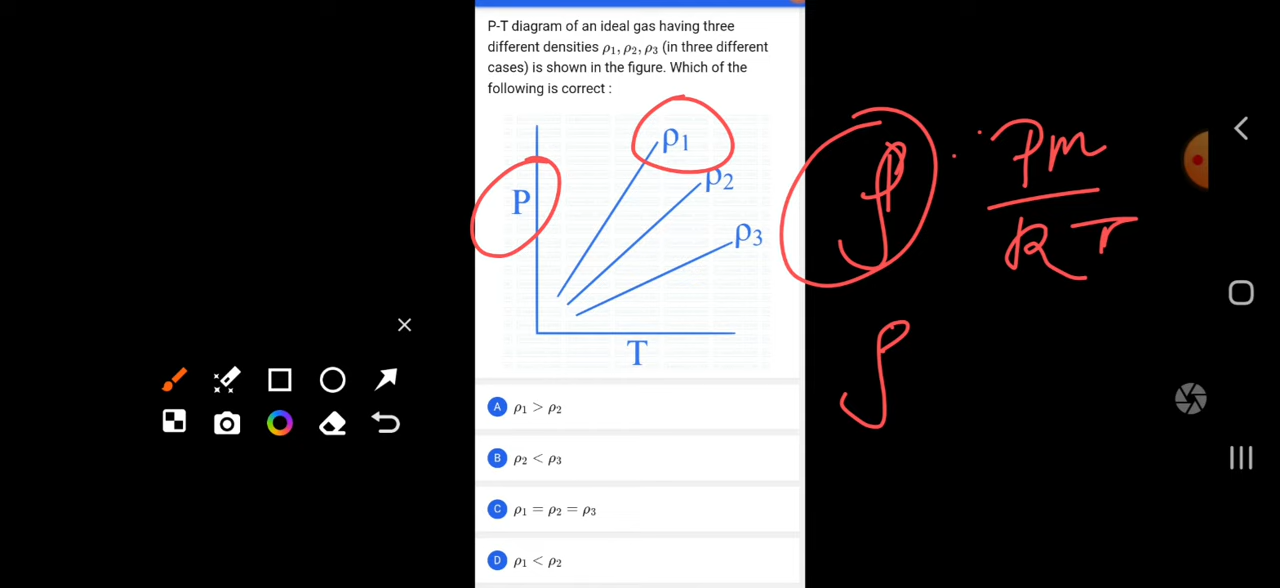 P-T diagram of an ideal gas having three
different densities ρ1, ρ2, ρ3 (in three different
cases) is shown in the figure. Which of the
following is correct :
ρ1
ρ2
P
ρ3
T
A ρ1 > ρ2
B ρ2 < ρ3
C ρ1 = ρ2 = ρ3
D ρ1 < ρ2
ρ
Pm
RT
ρ